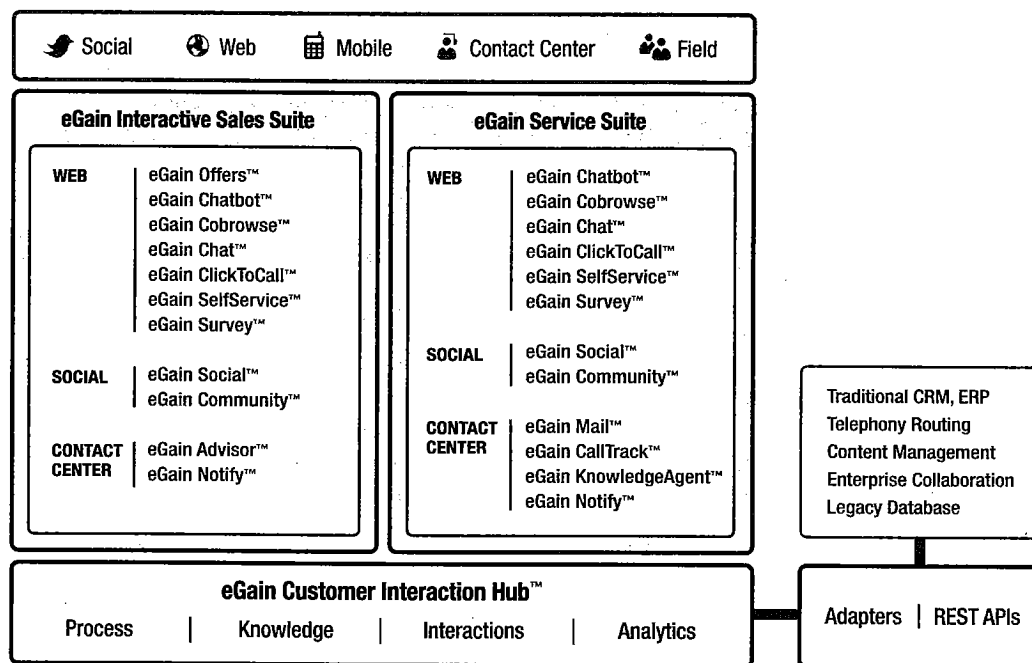 Social Web Mobile Contact Center Field
eGain Interactive Sales Suite
WEB
eGain Offers™
eGain Chatbot™
eGain Cobrowse™
eGain Chat™
eGain ClickToCall™
eGain SelfService™
eGain Survey™
SOCIAL
eGain Social™
eGain Community™
CONTACT
CENTER
eGain Advisor™
eGain Notify™
eGain Service Suite
WEB
eGain Chatbot™
eGain Cobrowse™
eGain Chat™
eGain ClickToCall™
eGain SelfService™
eGain Survey™
SOCIAL
eGain Social™
eGain Community™
CONTACT
CENTER
eGain Mail™
eGain CallTrack™
eGain KnowledgeAgent™
eGain Notify™
Traditional CRM, ERP
Telephony Routing
Content Management
Enterprise Collaboration
Legacy Database
eGain Customer Interaction Hub™
Process | Knowledge | Interactions | Analytics
Adapters | REST APIs